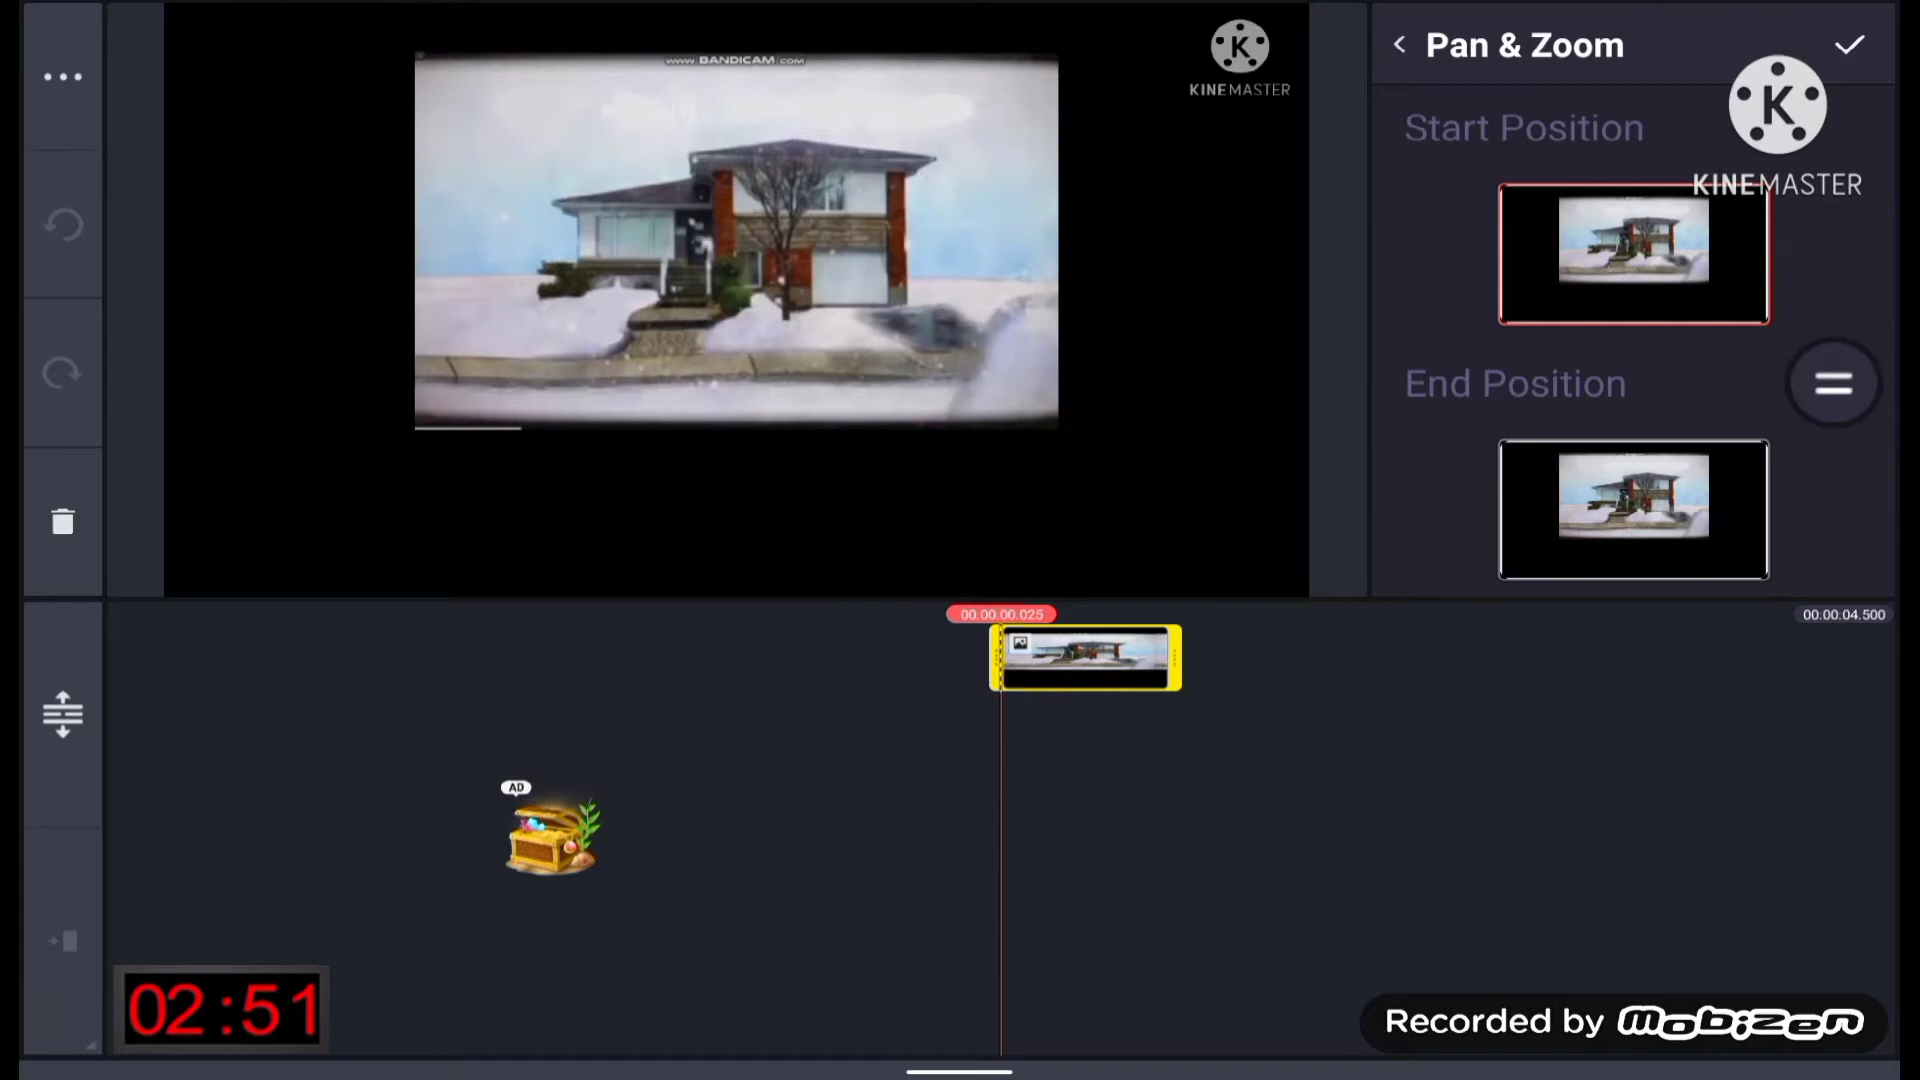 www.BANDICAM.com
K
KINEMASTER
Pan & Zoom
K
KINEMASTER
Start Position
End Position
00:00:00.025
00:00:04.500
AD
02:51
Recorded by mobizen